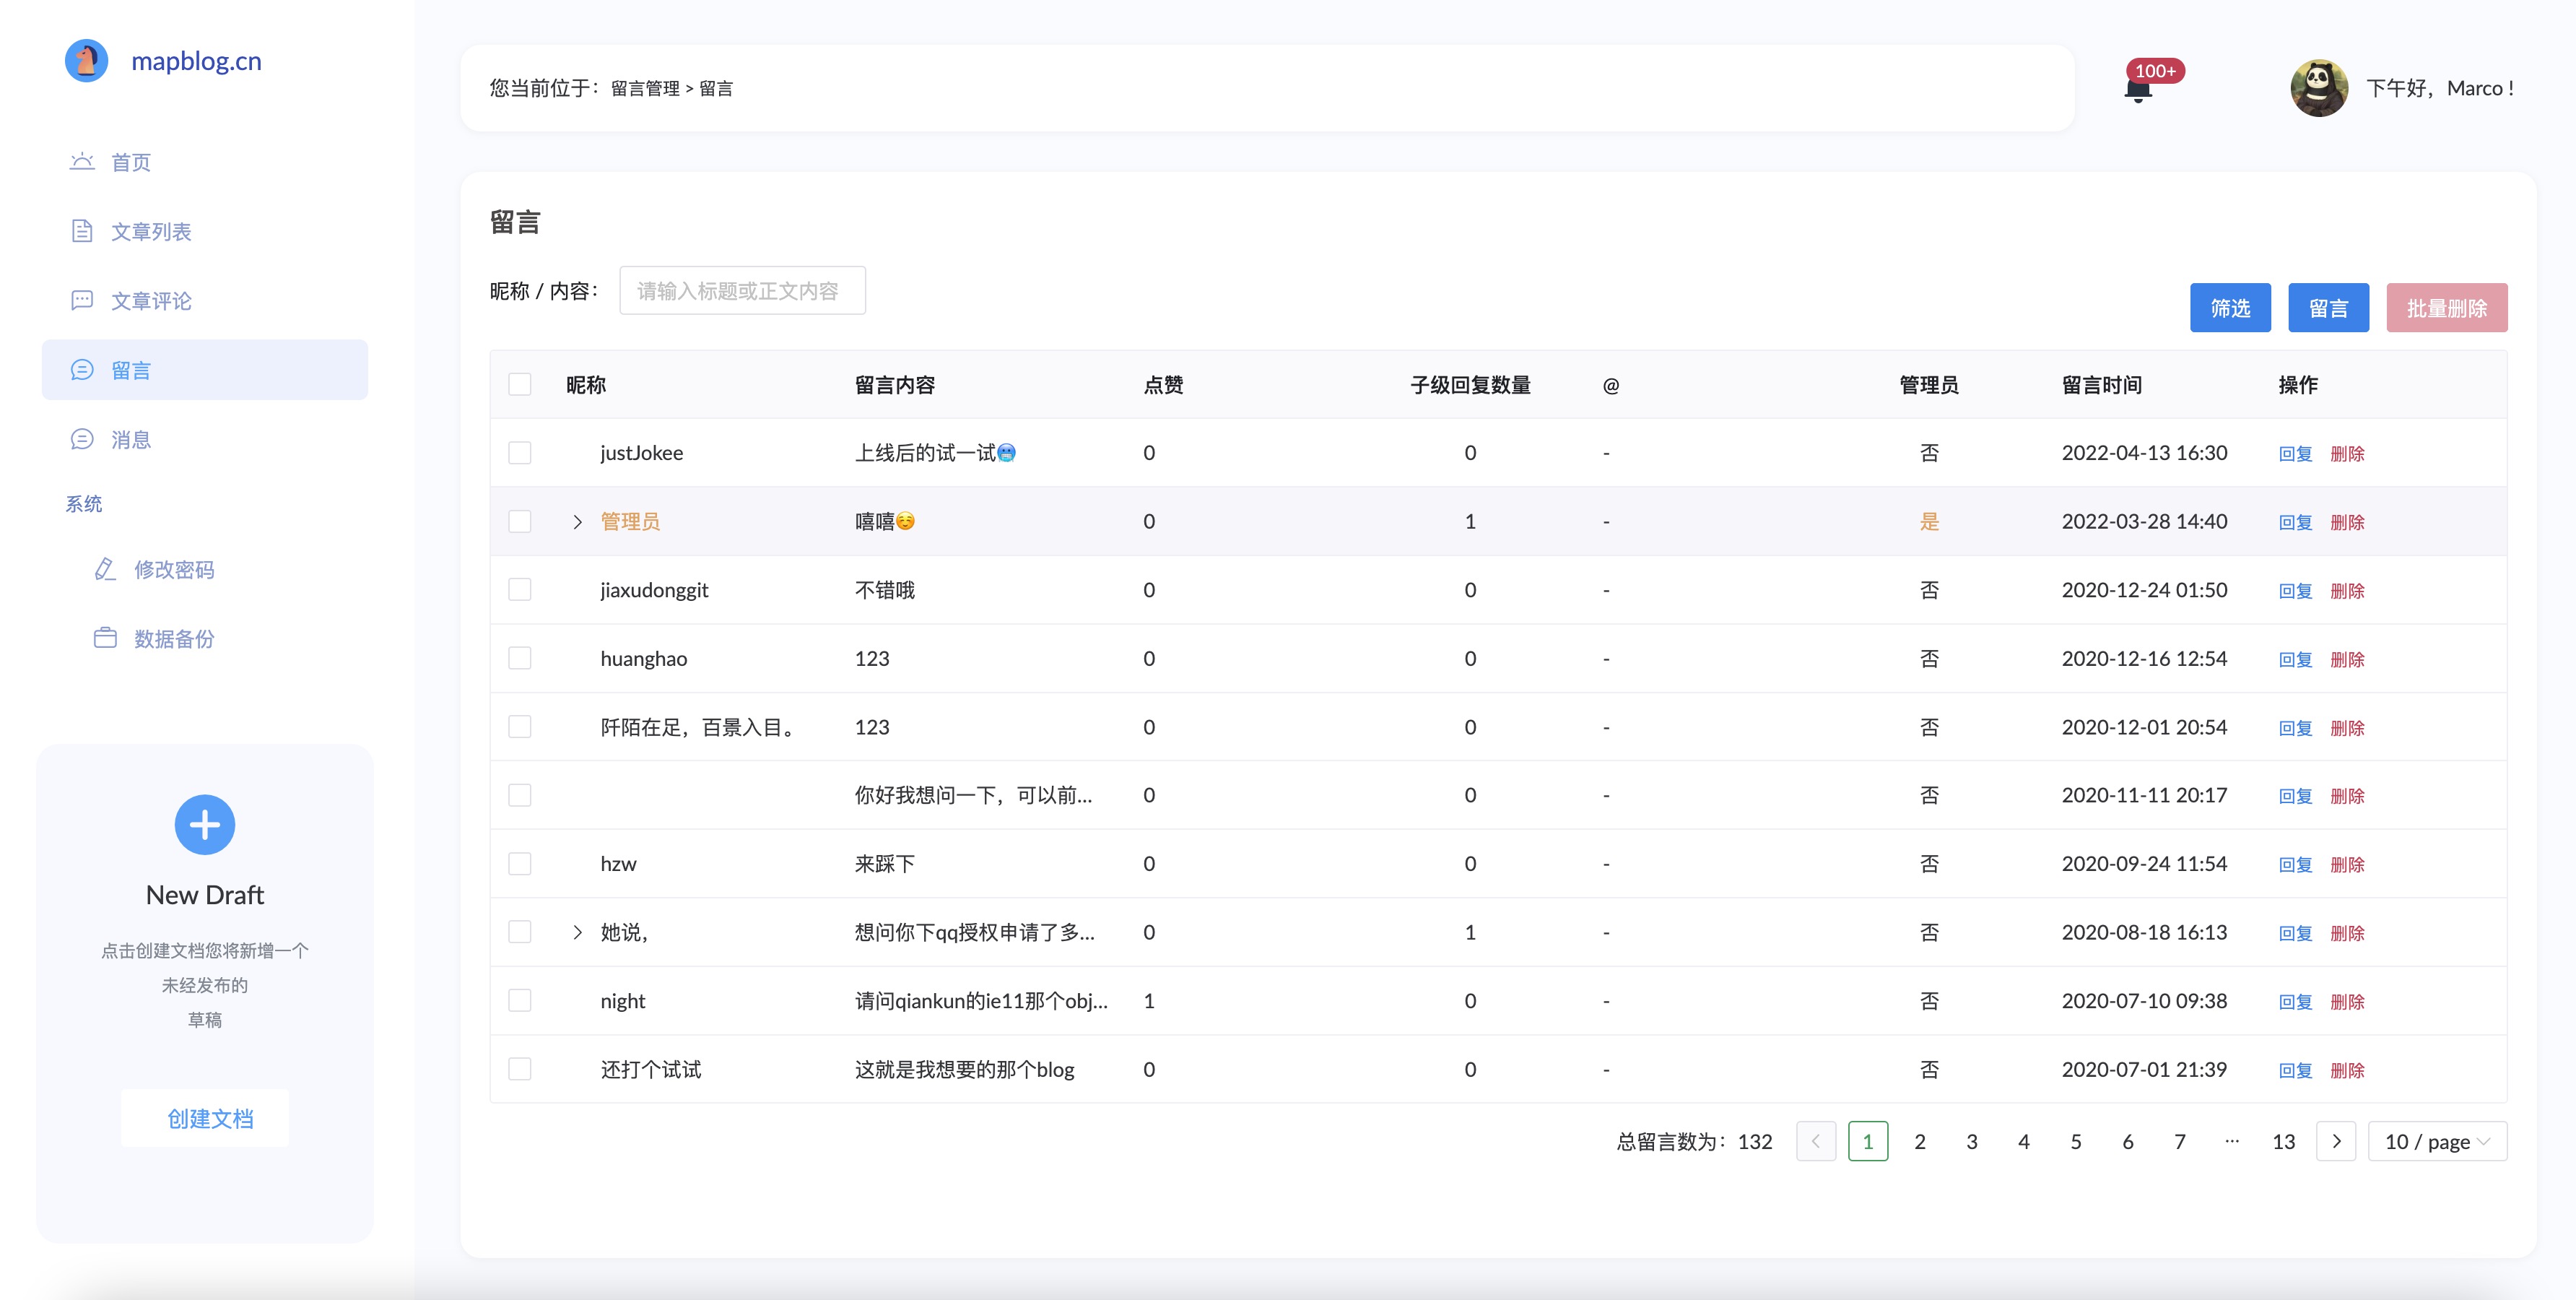 mapblog.cn
首页
文章列表
文章评论
留言
消息
系统
修改密码
数据备份
New Draft
点击创建文档您将新增一个
未经发布的
草稿
创建文档
您当前位于： 留言管理 > 留言
100+
下午好，Marco !
留言
昵称 / 内容： 请输入标题或正文内容
筛选 留言 批量删除
昵称 留言内容 点赞 子级回复数量 @ 管理员 留言时间 操作
justJokee 上线后的试一试🥶 0 0 - 否 2022-04-13 16:30 回复 删除
管理员 嘻嘻☺️ 0 1 - 是 2022-03-28 14:40 回复 删除
jiaxudonggit 不错哦 0 0 - 否 2020-12-24 01:50 回复 删除
huanghao 123 0 0 - 否 2020-12-16 12:54 回复 删除
阡陌在足，百景入目。 123 0 0 - 否 2020-12-01 20:54 回复 删除
你好我想问一下，可以前... 0 0 - 否 2020-11-11 20:17 回复 删除
hzw 来踩下 0 0 - 否 2020-09-24 11:54 回复 删除
她说, 想问你下qq授权申请了多... 0 1 - 否 2020-08-18 16:13 回复 删除
night 请问qiankun的ie11那个obj... 1 0 - 否 2020-07-10 09:38 回复 删除
还打个试试 这就是我想要的那个blog 0 0 - 否 2020-07-01 21:39 回复 删除
总留言数为：132 < 1 2 3 4 5 6 7 ··· 13 > 10 / page